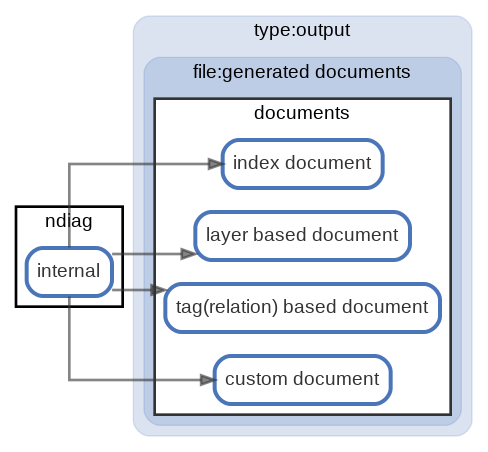 type:output
file:generated documents
documents
index document
ndiag
layer based document
internal
tag(relation) based document
custom document